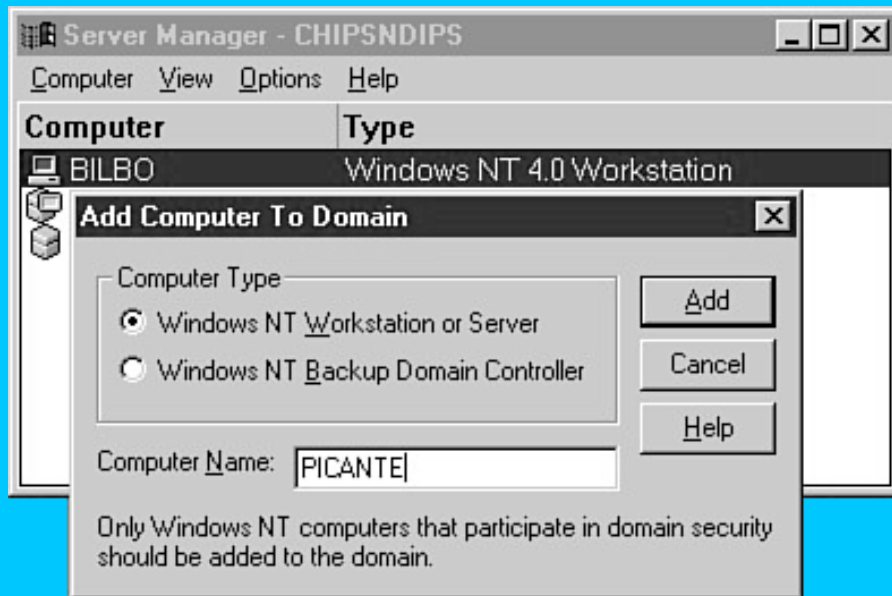 Server Manager - CHIPSNDIPS
Computer View Options Help
Computer Type
BILBO Windows NT 4.0 Workstation
Add Computer To Domain
Computer Type
Windows NT Workstation or Server
Windows NT Backup Domain Controller
Add
Cancel
Help
Computer Name: PICANTE
Only Windows NT computers that participate in domain security
should be added to the domain.